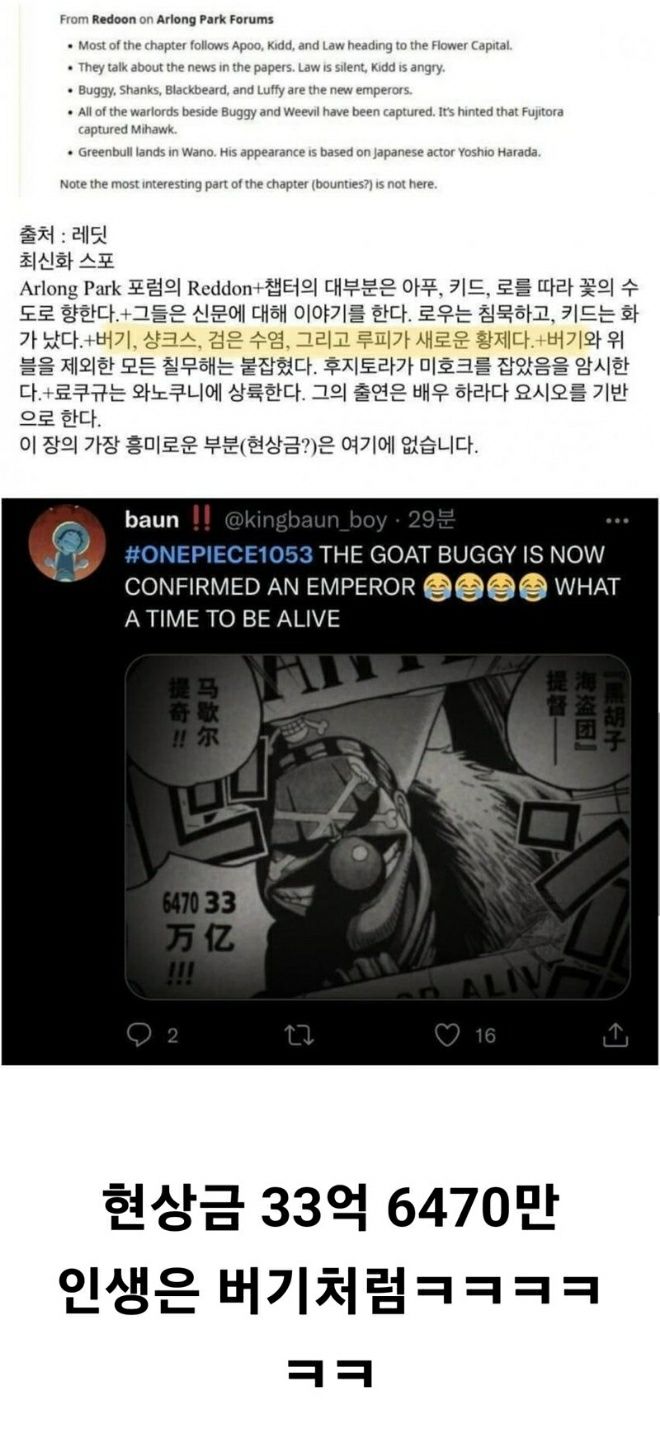 From Redoon on Arlong Park Forums
• Most of the chapter follows Apoo, Kidd, and Law heading to the Flower Capital.
• They talk about the news in the papers. Law is silent, Kidd is angry.
• Buggy, Shanks, Blackbeard, and Luffy are the new emperors.
• All of the warlords beside Buggy and Weevil have been captured. It's hinted that Fujitora
captured Mihawk.
• Greenbull lands in Wano. His appearance is based on Japanese actor Yoshio Harada.
Note the most interesting part of the chapter (bounties?) is not here.
출처 : 레딧
최신화 스포
Arlong Park 포럼의 Reddon+챕터의 대부분은 아푸, 키드, 로를 따라 꽃의 수
도로 향한다.+그들은 신문에 대해 이야기를 한다. 로우는 침묵하고, 키드는 화
가 났다.+버기, 샹크스, 검은 수염, 그리고 루피가 새로운 황제다.+버기와 위
블을 제외한 모든 칠무해는 붙잡혔다. 후지토라가 미호크를 잡았음을 암시한
다.+료쿠규는 와노쿠니에 상륙한다. 그의 출연은 배우 하라다 요시오를 기반
으로 한다.
이 장의 가장 흥미로운 부분(현상금?)은 여기에 없습니다.
baun ‼️ @kingbaun_boy · 29분
#ONEPIECE1053 THE GOAT BUGGY IS NOW
CONFIRMED AN EMPEROR 😂😂😂😂 WHAT
A TIME TO BE ALIVE
『黑胡子
海盗团』
提督——
马歇尔
提奇!!
33亿
6470万
!!!
ALIVE
2
16
현상금 33억 6470만
인생은 버기처럼ㅋㅋㅋㅋ
ㅋㅋ